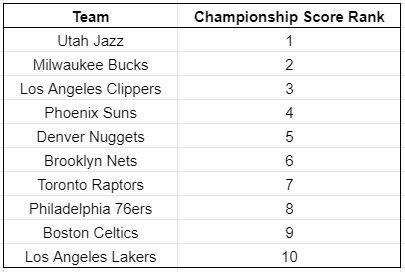 Team Championship Score Rank
Utah Jazz 1
Milwaukee Bucks 2
Los Angeles Clippers 3
Phoenix Suns 4
Denver Nuggets 5
Brooklyn Nets 6
Toronto Raptors 7
Philadelphia 76ers 8
Boston Celtics 9
Los Angeles Lakers 10